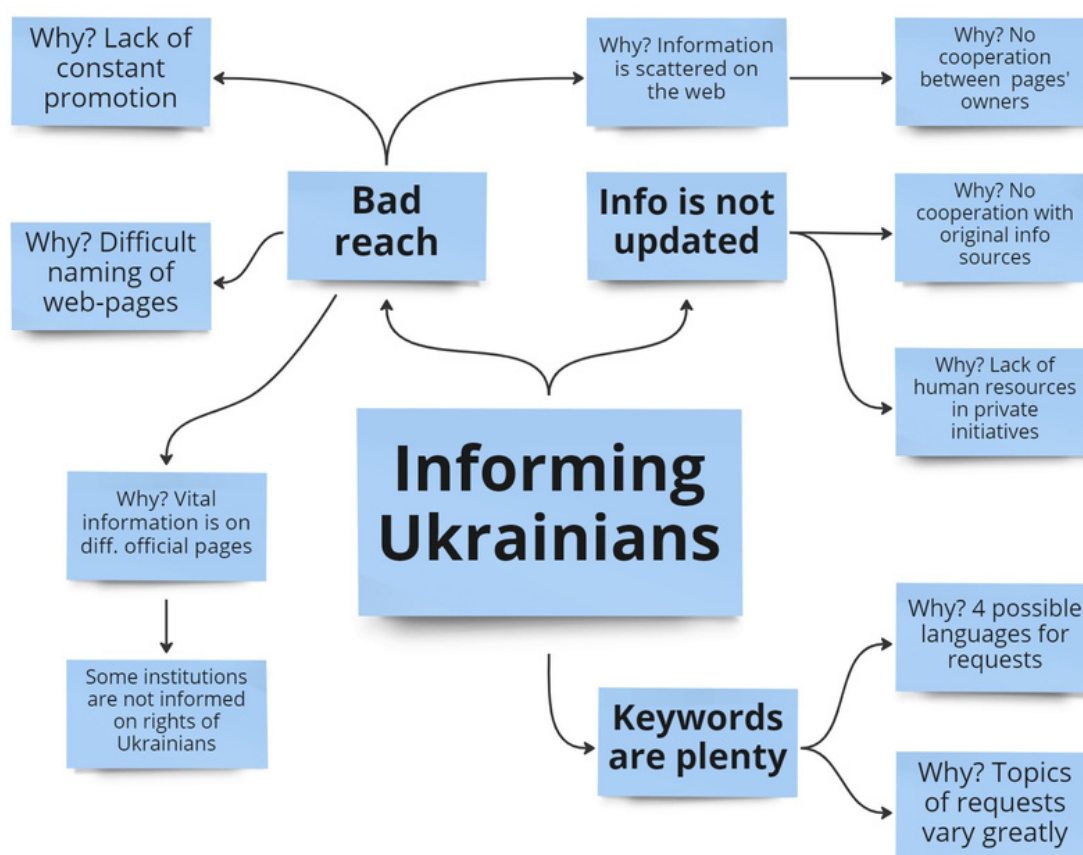 Why? Lack of
constant
promotion
Why? Information
is scattered on
the web
Why? No
cooperation
between pages'
owners
Bad
reach
Info is not
updated
Why? No
cooperation with
original info
sources
Why? Difficult
naming of
web-pages
Why? Lack of
human resources
in private
initiatives
Informing
Ukrainians
Why? Vital
information is on
diff. official pages
Some institutions
are not informed
on rights of
Ukrainians
Why? 4 possible
languages for
requests
Keywords
are plenty
Why? Topics
of requests
vary greatly